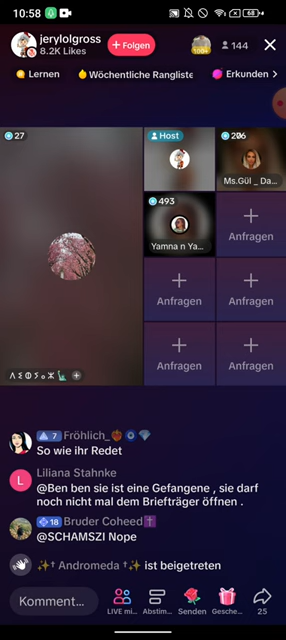 10:58
68
jerylolgross
8.2K Likes
+ Folgen
100+
144
Lernen
Wöchentliche Rangliste
Erkunden >
27
Host
206
Ms.Gül _ Da...
493
Yamna n Ya...
Anfragen
Anfragen
Anfragen
Anfragen
Anfragen
Anfragen
7 Fröhlich_
So wie ihr Redet
Liliana Stahnke
@Ben ben sie ist eine Gefangene , sie darf
noch nicht mal dem Briefträger öffnen .
18 Bruder Coheed
@SCHAMSZI Nope
Andromeda ist beigetreten
Komment...
LIVE mi...
Abstim...
Senden
Gesche...
25